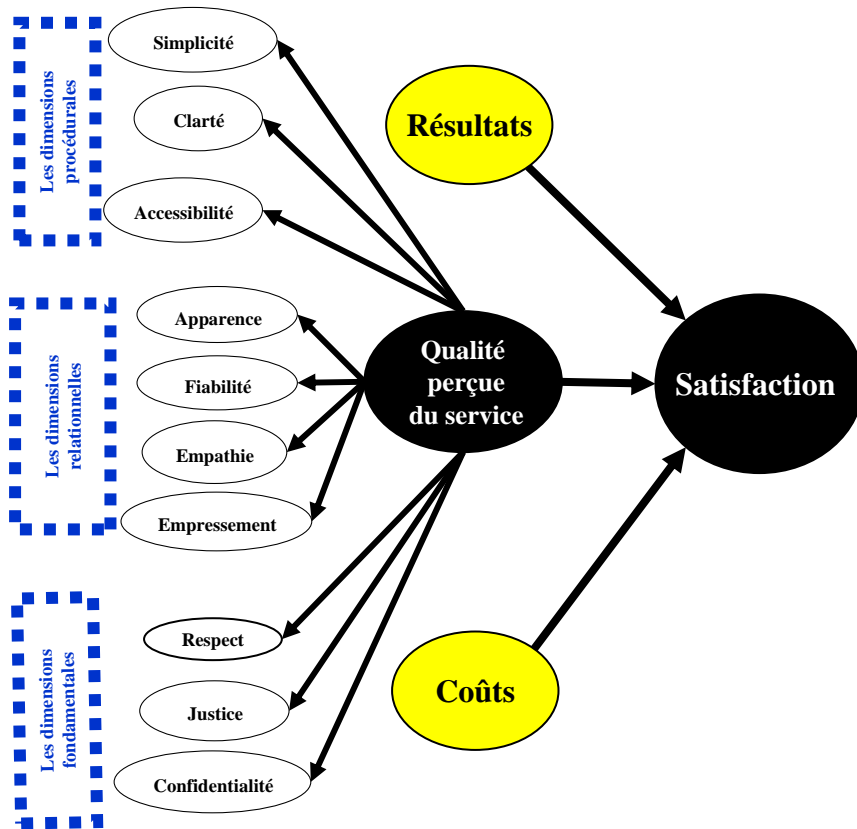 Les dimensions
procédurales
Simplicité
Clarté
Accessibilité
Résultats
Les dimensions
relationnelles
Apparence
Fiabilité
Empathie
Empressement
Qualité
perçue
du service
Satisfaction
Les dimensions
fondamentales
Respect
Justice
Confidentialité
Coûts